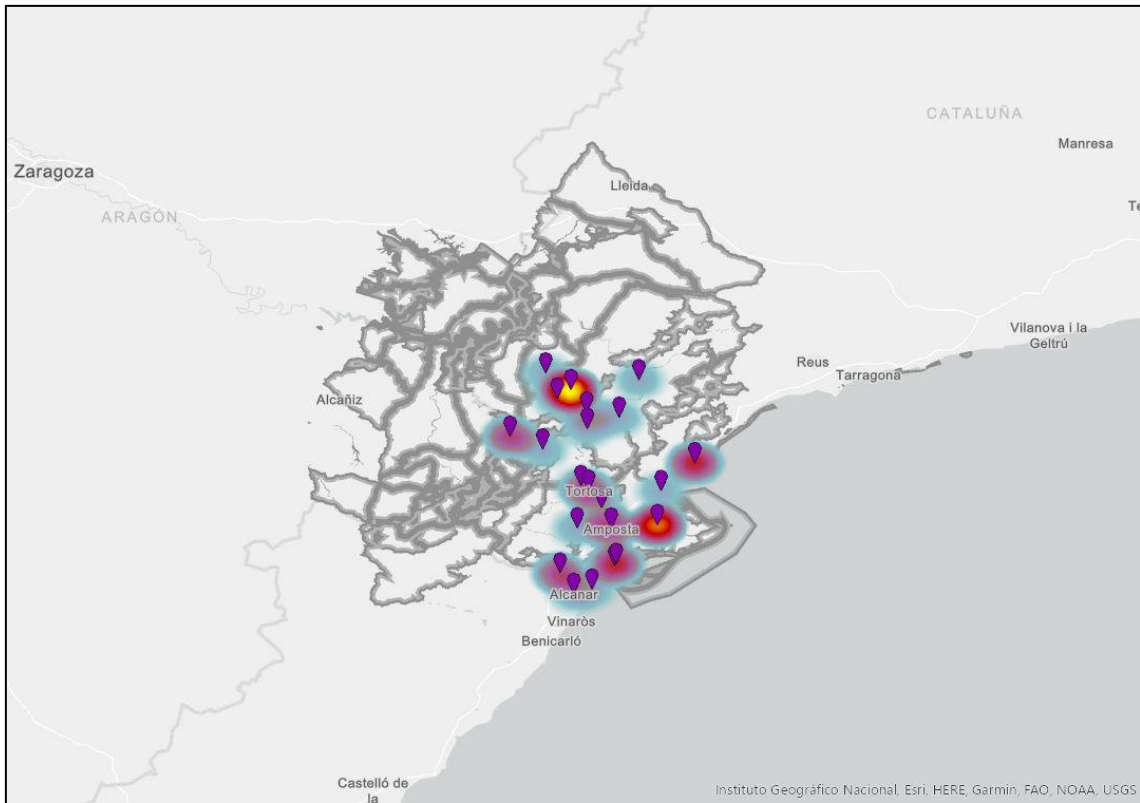 CATALUÑA
Manresa
Zaragoza
Lleida
Te
ARAGÓN
Vilanova i la
Geltrú
Reus
Tarragona
Alcañiz
Tortosa
Amposta
Alcanar
Vinaròs
Benicarló
Castelló de
la
Instituto Geográfico Nacional, Esri, HERE, Garmin, FAO, NOAA, USGS